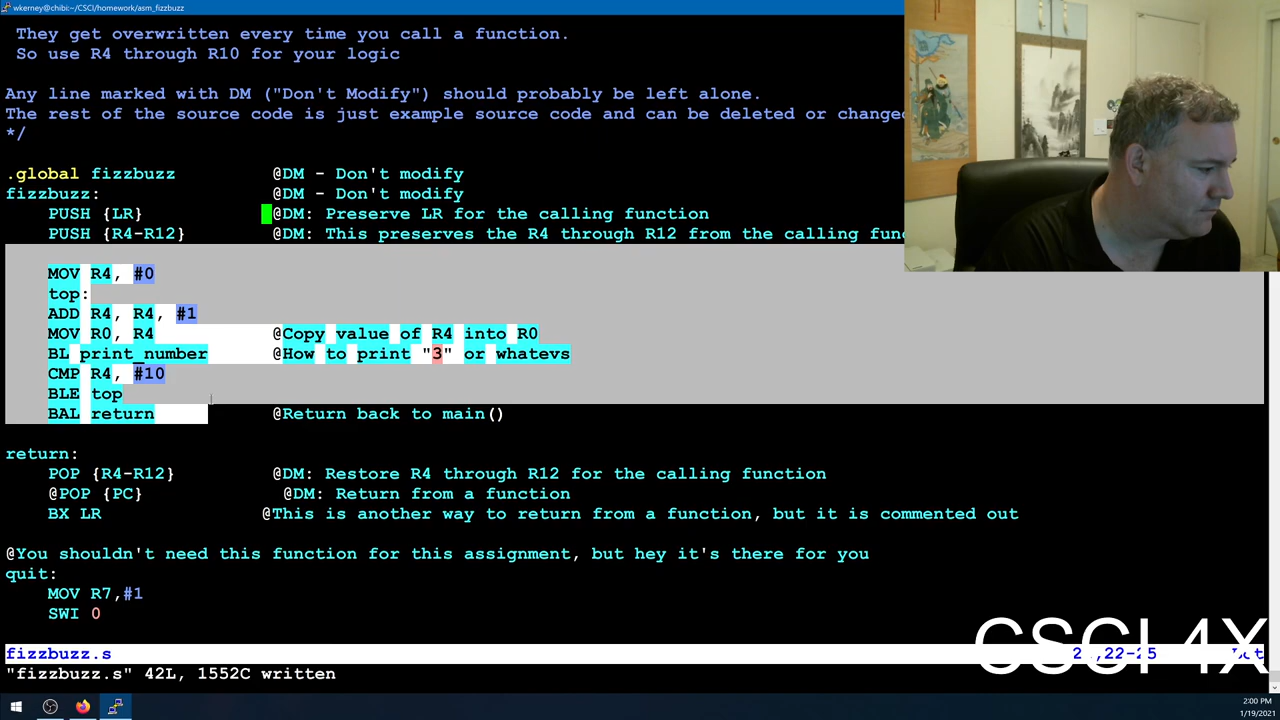 wkerney@chibi:~/CSCI/homework/asm_fizzbuzz
They get overwritten every time you call a function.
So use R4 through R10 for your logic
Any line marked with DM ("Don't Modify") should probably be left alone.
The rest of the source code is just example source code and can be deleted or changed
*/
.global fizzbuzz @DM - Don't modify
fizzbuzz: @DM - Don't modify
PUSH {LR} @DM: Preserve LR for the calling function
PUSH {R4-R12} @DM: This preserves the R4 through R12 from the calling func
MOV R4, #0
top:
ADD R4, R4, #1
MOV R0, R4 @Copy value of R4 into R0
BL print_number @How to print "3" or whatevs
CMP R4, #10
BLE top
BAL return @Return back to main()
return:
POP {R4-R12} @DM: Restore R4 through R12 for the calling function
@POP {PC} @DM: Return from a function
BX LR @This is another way to return from a function, but it is commented out
@You shouldn't need this function for this assignment, but hey it's there for you
quit:
MOV R7,#1
SWI 0
CSCI 4X
fizzbuzz.s
"fizzbuzz.s" 42L, 1552C written
2:00 PM
1/19/2021